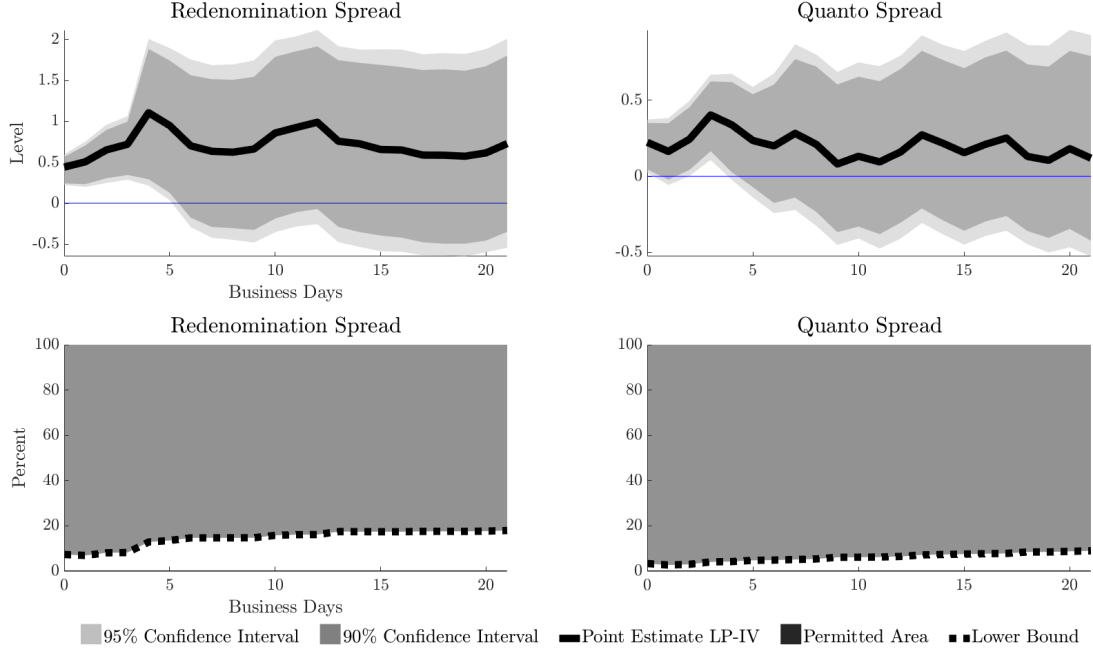 Redenomination Spread
Quanto Spread
2
1.5
1
0.5
0
-0.5
Level
0 5 10 15 20
Business Days
0.5
0
-0.5
0 5 10 15 20
Redenomination Spread
Quanto Spread
100
80
60
40
20
0
Percent
0 5 10 15 20
Business Days
100
80
60
40
20
0
0 5 10 15 20
95% Confidence Interval 90% Confidence Interval Point Estimate LP-IV Permitted Area Lower Bound